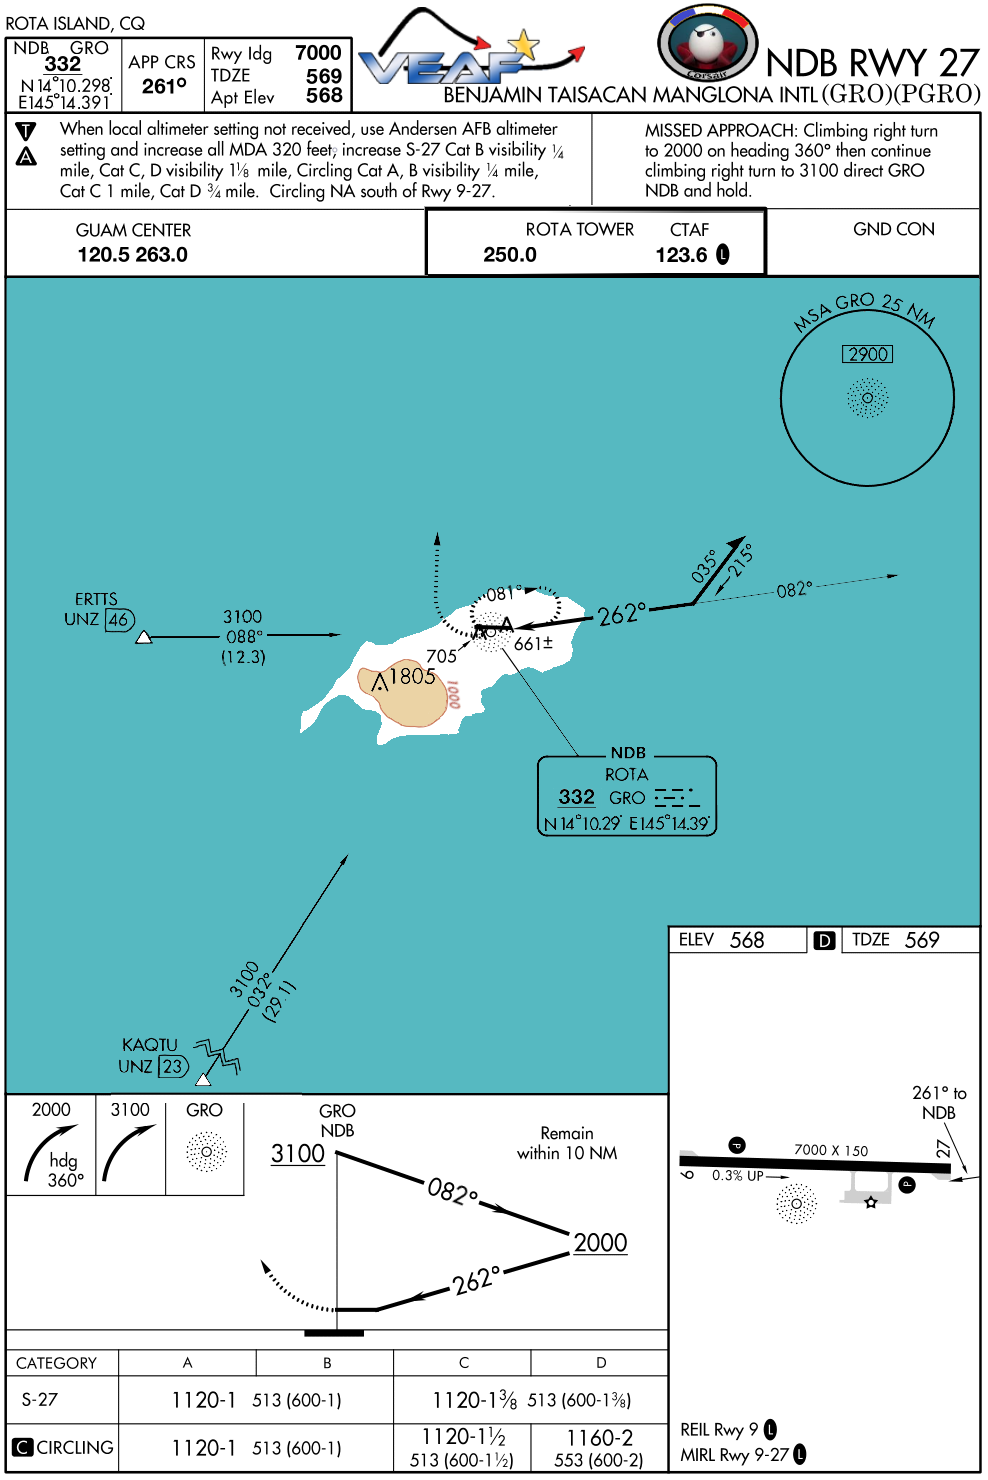 ROTA ISLAND, CQ
NDB GRO
332
N14°10.298'
E145°14.391'
APP CRS
261°
Rwy Idg 7000
TDZE 569
Apt Elev 568
VEAF
Corsair
NDB RWY 27
BENJAMIN TAISACAN MANGLONA INTL (GRO)(PGRO)
T
A
When local altimeter setting not received, use Andersen AFB altimeter
setting and increase all MDA 320 feet; increase S-27 Cat B visibility ¼
mile, Cat C, D visibility 1⅛ mile, Circling Cat A, B visibility ¼ mile,
Cat C 1 mile, Cat D ¾ mile. Circling NA south of Rwy 9-27.
MISSED APPROACH: Climbing right turn
to 2000 on heading 360° then continue
climbing right turn to 3100 direct GRO
NDB and hold.
GUAM CENTER
120.5 263.0
ROTA TOWER CTAF
250.0 123.6 L
GND CON
MSA GRO 25 NM
2900
035°
215°
082°
081°
262°
ERTTS
UNZ 46
3100
088°
(12.3)
705
661±
1805
1000
NDB
ROTA
332 GRO
N14°10.29' E145°14.39'
3100
032°
(29.1)
KAQTU
UNZ 23
ELEV 568
D
TDZE 569
261° to
NDB
7000 X 150
27
9
0.3% UP
P
P
REIL Rwy 9 L
MIRL Rwy 9-27 L
2000
hdg
360°
3100
GRO
GRO
NDB
3100
Remain
within 10 NM
082°
2000
262°
CATEGORY A B C D
S-27 1120-1 513 (600-1) 1120-1⅜ 513 (600-1⅜)
C CIRCLING 1120-1 513 (600-1) 1120-1½ 1160-2
513 (600-1½) 553 (600-2)